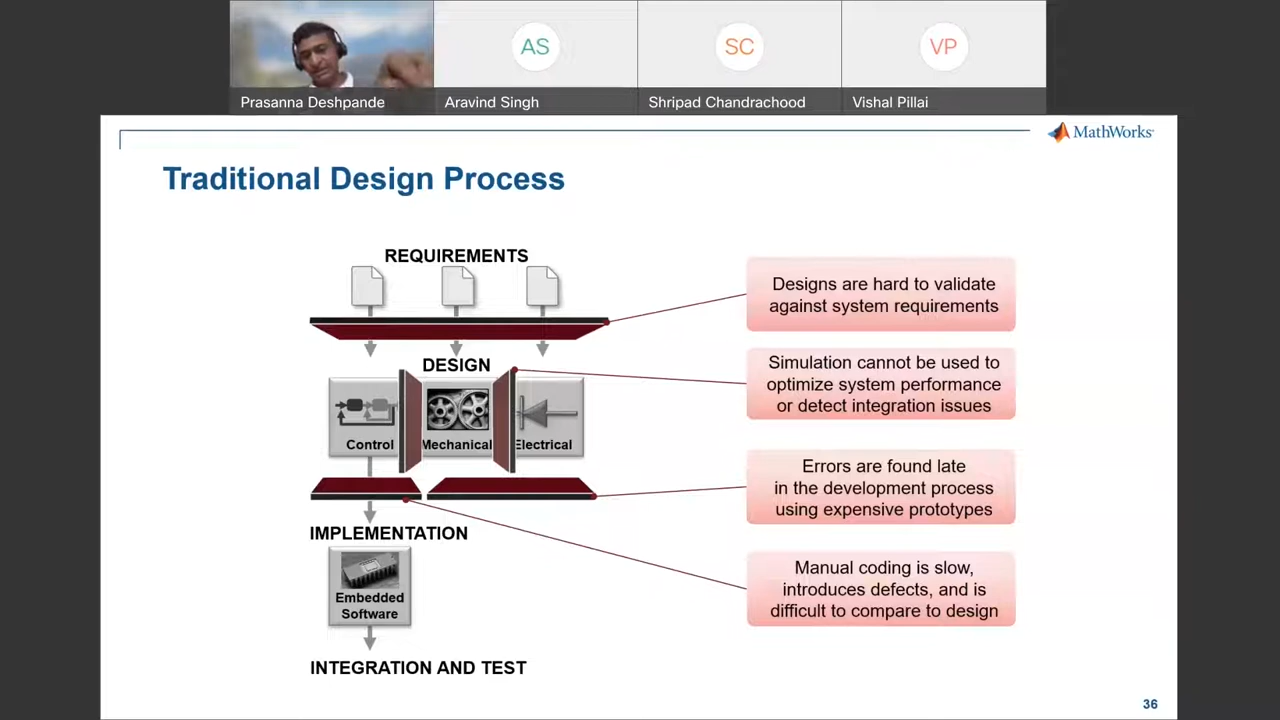 AS
SC
VP
Prasanna Deshpande
Aravind Singh
Shripad Chandrachood
Vishal Pillai
MathWorks
Traditional Design Process
REQUIREMENTS
Designs are hard to validate
against system requirements
DESIGN
Control
Mechanical
Electrical
Simulation cannot be used to
optimize system performance
or detect integration issues
Errors are found late
in the development process
using expensive prototypes
IMPLEMENTATION
Embedded
Software
Manual coding is slow,
introduces defects, and is
difficult to compare to design
INTEGRATION AND TEST
36